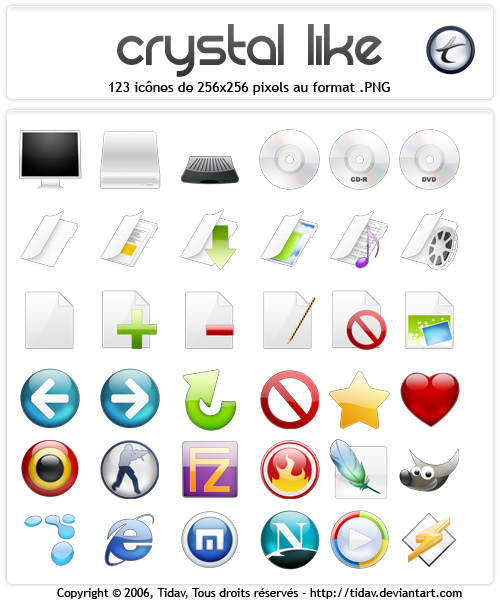 crystal like
123 icônes de 256x256 pixels au format .PNG
CD-R
DVD
FZ
N
Copyright © 2006, Tidav, Tous droits réservés - http://tidav.deviantart.com